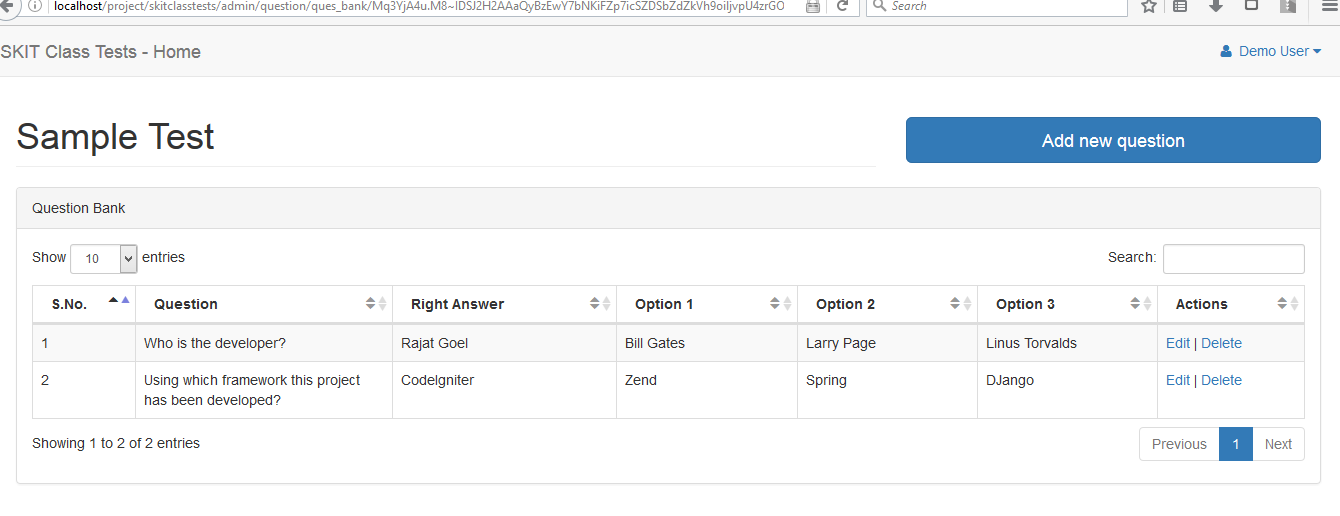 localhost/project/skitclasstests/admin/question/ques_bank/Mq3YjA4u.M8~IDSJ2H2AAaQyBzEwY7bNKiFZp7icSZDSbZdZkVh9oiIjvpU4zrGO
Search
SKIT Class Tests - Home
Demo User
Sample Test
Add new question
Question Bank
Show 10 entries
Search:
S.No. Question Right Answer Option 1 Option 2 Option 3 Actions
1 Who is the developer? Rajat Goel Bill Gates Larry Page Linus Torvalds Edit | Delete
2 Using which framework this project CodeIgniter Zend Spring DJango Edit | Delete
has been developed?
Showing 1 to 2 of 2 entries
Previous 1 Next